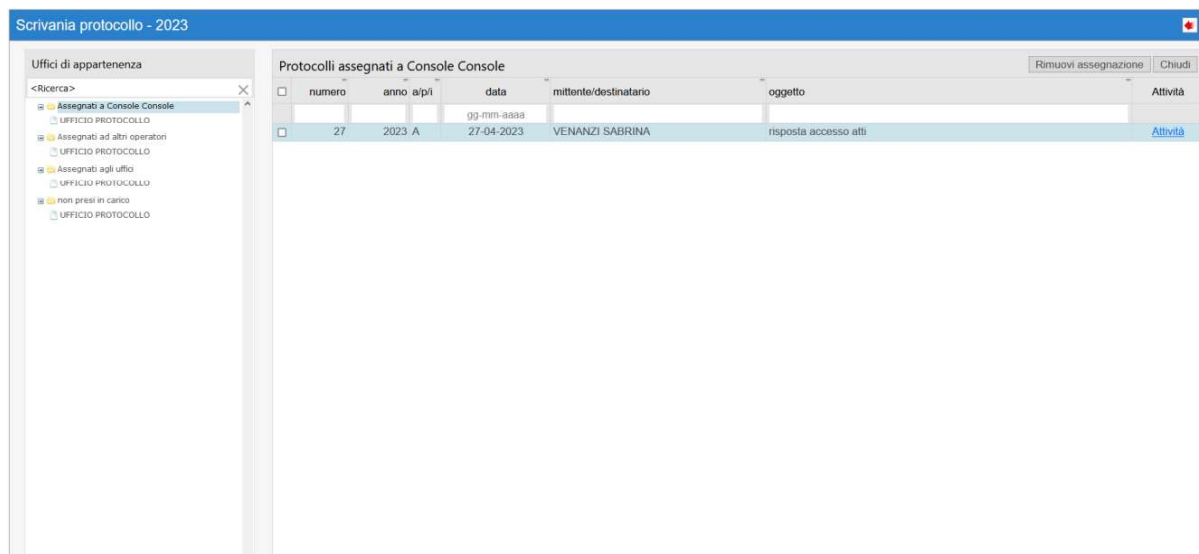 Scrivania protocollo - 2023
Uffici di appartenenza
<Ricerca>
Assegnati a Console Console
UFFICIO PROTOCOLLO
Assegnati ad altri operatori
UFFICIO PROTOCOLLO
Assegnati agli uffici
UFFICIO PROTOCOLLO
non presi in carico
UFFICIO PROTOCOLLO
Protocolli assegnati a Console Console
Rimuovi assegnazione Chiudi
numero anno a/p/i data mittente/destinatario oggetto Attività
gg-mm-aaaa
27 2023 A 27-04-2023 VENANZI SABRINA risposta accesso atti Attività